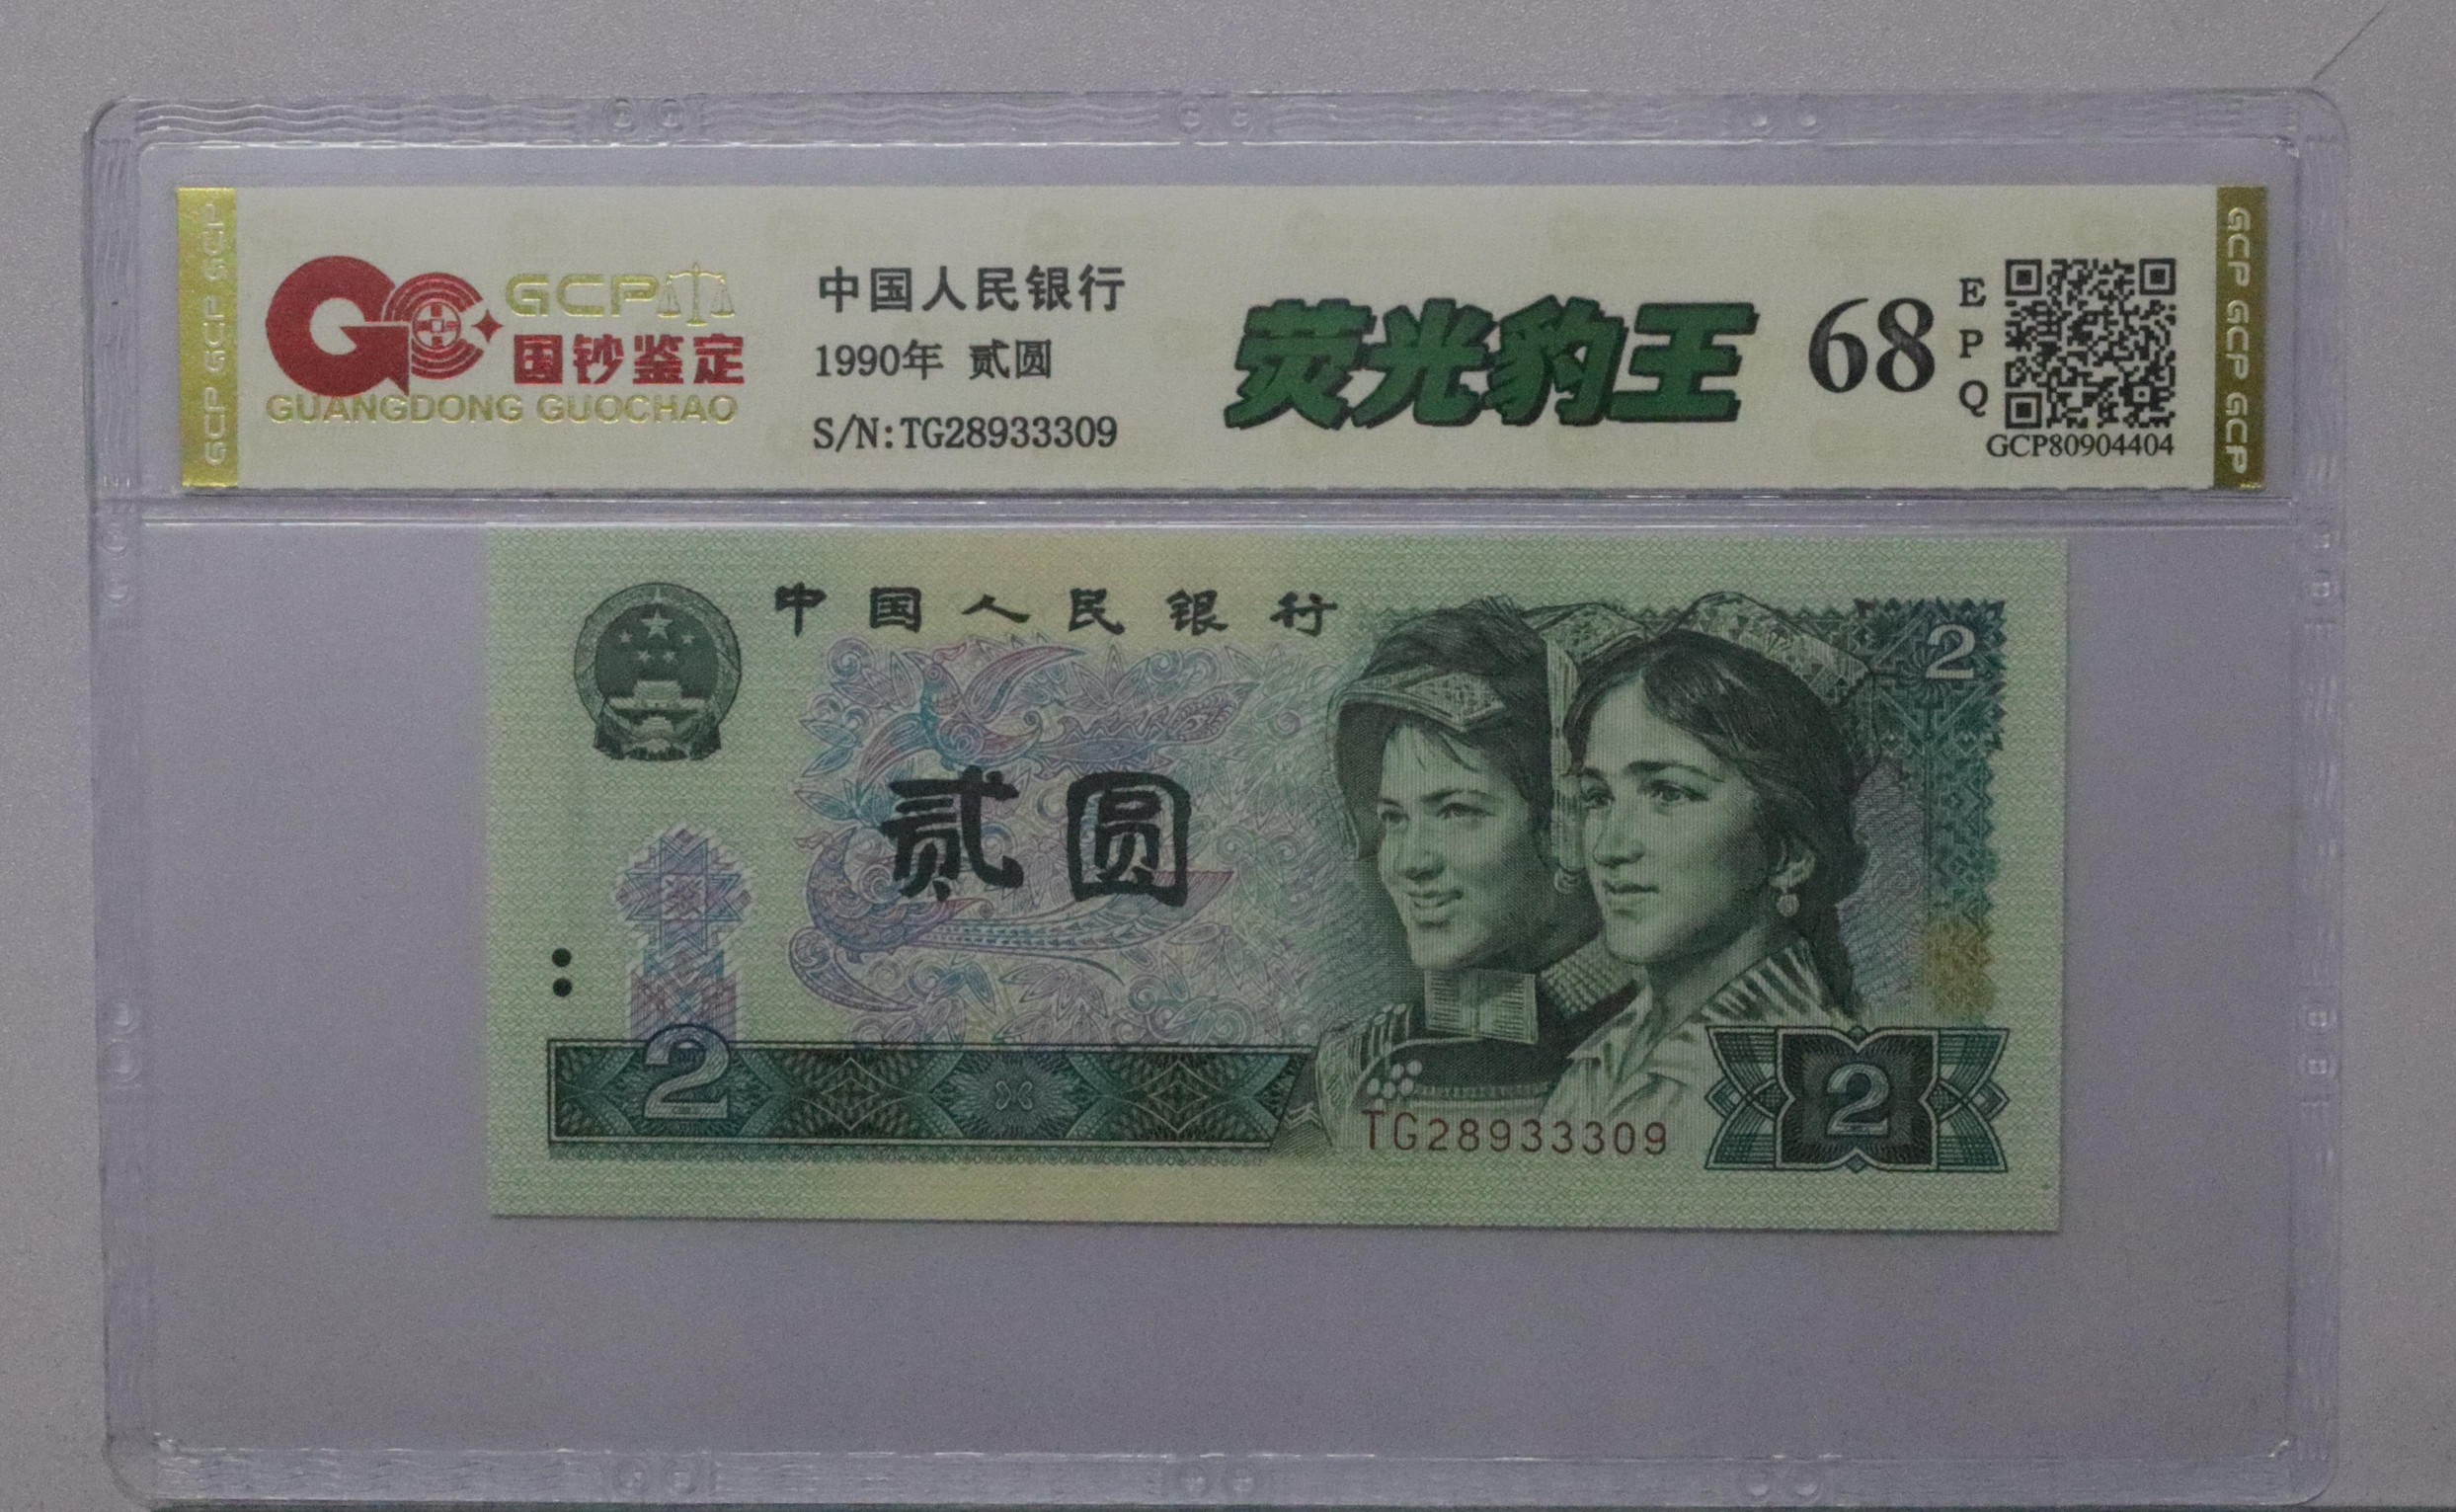 GCP GCP GCP
GCP
国钞鉴定
GUANGDONG GUOCHAO
中国人民银行
1990年 贰圆
S/N:TG28933309
荧光豹王
68
EPQ
GCP80904404
GCP GCP GCP
中国人民银行
2
贰圆
2
TG28933309
2